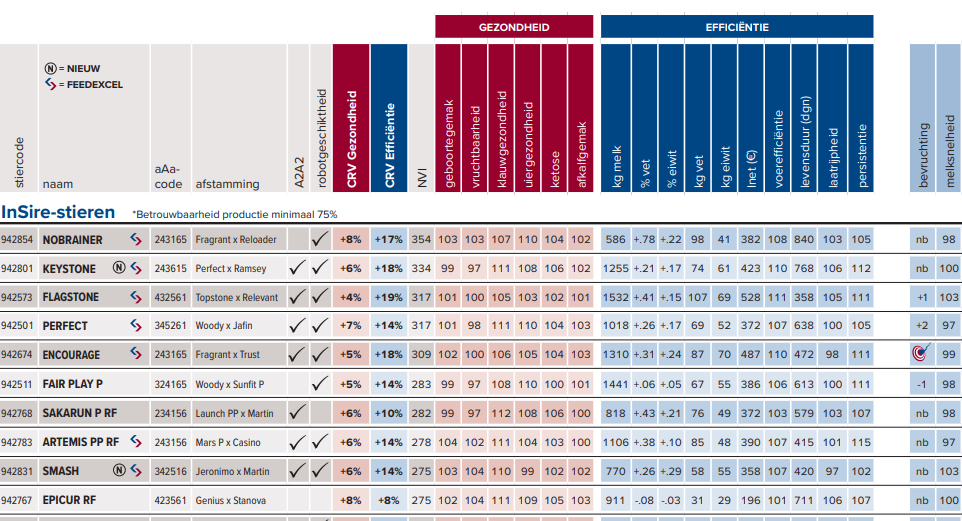 GEZONDHEID EFFICIËNTIE
N = NIEUW
= FEEDEXCEL
stiercode naam aAa-code afstamming A2A2 robotgeschiktheid CRV Gezondheid CRV Efficiëntie NVI geboortegemak vruchtbaarheid klauwgezondheid uiergezondheid ketose afkalfgemak kg melk % vet % eiwit kg vet kg eiwit Inet (€) voerefficiëntie levensduur (dgn) laatrijpheid persistentie bevruchting melksnelheid
InSire-stieren *Betrouwbaarheid productie minimaal 75%
942854 NOBRAINER 243165 Fragrant x Reloader ✓ +8% +17% 354 103 103 107 110 104 102 586 +.78 +.22 98 41 382 108 840 103 105 nb 98
942801 KEYSTONE N 243615 Perfect x Ramsey ✓ ✓ +6% +18% 334 99 97 111 108 106 102 1255 +.21 +.17 74 61 423 110 768 106 112 nb 100
942573 FLAGSTONE 432561 Topstone x Relevant ✓ ✓ +4% +19% 317 101 100 105 103 102 101 1532 +.41 +.15 107 69 528 111 358 105 111 +1 103
942501 PERFECT 345261 Woody x Jafin ✓ ✓ +7% +14% 317 101 98 111 110 104 103 1018 +.26 +.17 69 52 372 107 638 100 105 +2 97
942674 ENCOURAGE 243165 Fragrant x Trust ✓ ✓ +5% +18% 309 102 100 106 105 104 103 1310 +.31 +.24 87 70 487 110 472 98 111 99
942511 FAIR PLAY P 324165 Woody x Sunfit P ✓ +5% +14% 283 99 97 108 110 100 101 1441 +.06 +.05 67 55 386 106 613 100 111 -1 98
942768 SAKARUN P RF 234156 Launch PP x Martin ✓ +6% +10% 282 99 97 112 108 106 100 818 +.43 +.21 76 49 372 103 579 103 107 nb 98
942783 ARTEMIS PP RF 243156 Mars P x Casino ✓ ✓ +6% +14% 278 104 102 111 104 103 100 1106 +.38 +.10 85 48 390 107 415 101 115 nb 97
942831 SMASH N 342516 Jeronimo x Martin ✓ ✓ +6% +14% 275 103 104 110 99 102 102 770 +.26 +.29 58 55 358 107 420 97 102 nb 103
942767 EPICUR RF 423561 Genius x Stanova +8% +8% 275 102 104 111 109 105 103 911 -.08 -.03 31 29 196 101 711 106 107 nb 100